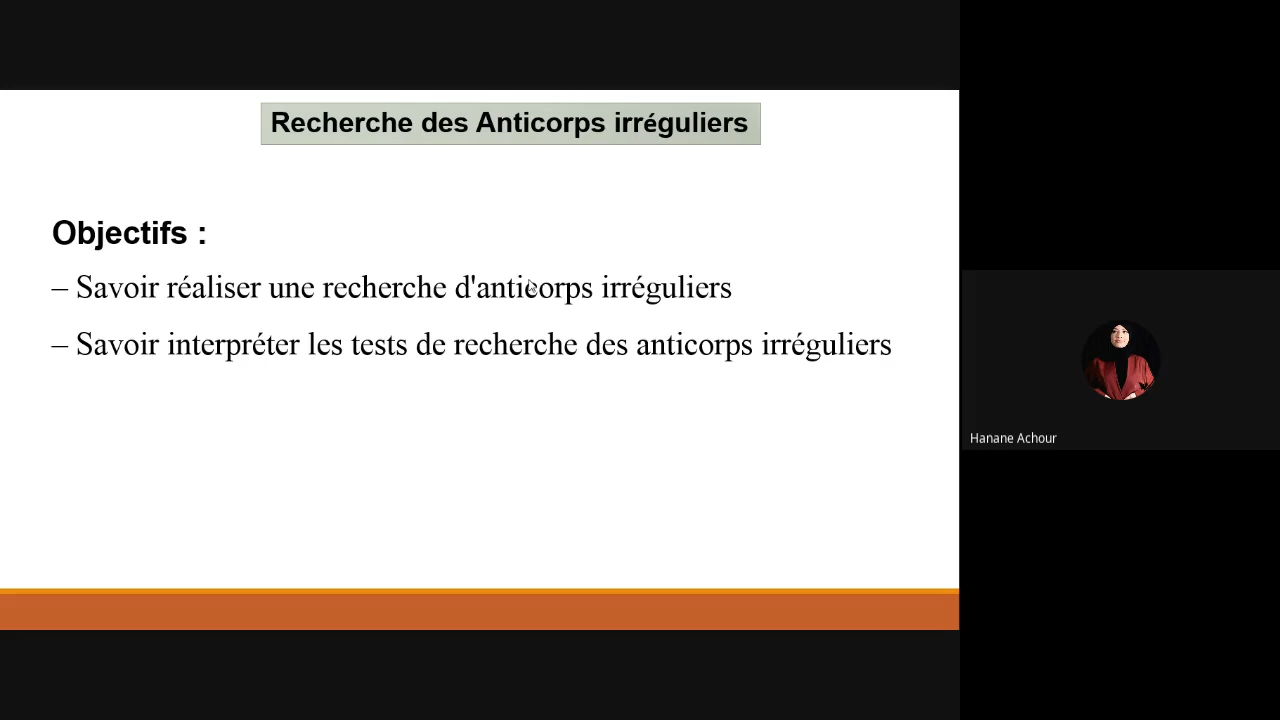 Recherche des Anticorps irréguliers
Objectifs :
– Savoir réaliser une recherche d'anticorps irréguliers
– Savoir interpréter les tests de recherche des anticorps irréguliers
Hanane Achour